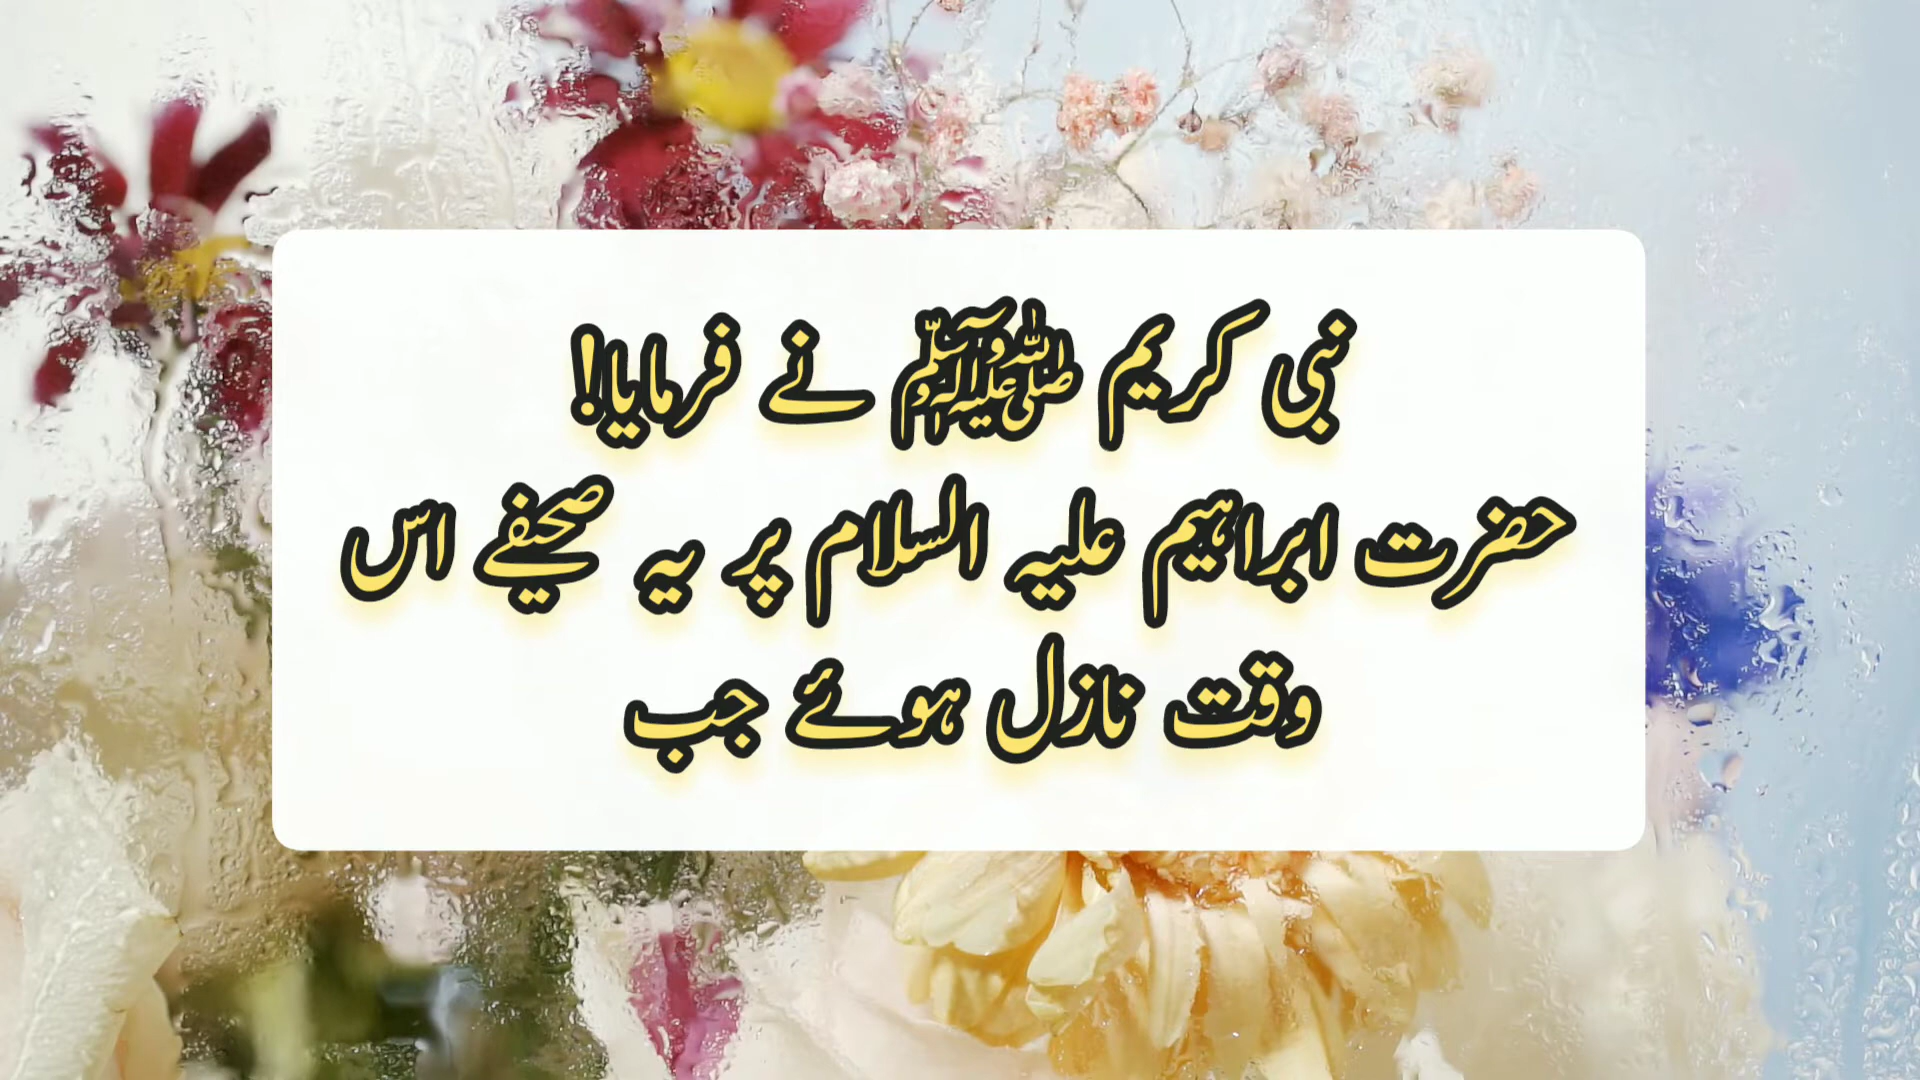 نبی کریم ﷺ نے فرمایا!
حضرت ابراہیم علیہ السلام پر یہ صحیفے اس
وقت نازل ہوئے جب